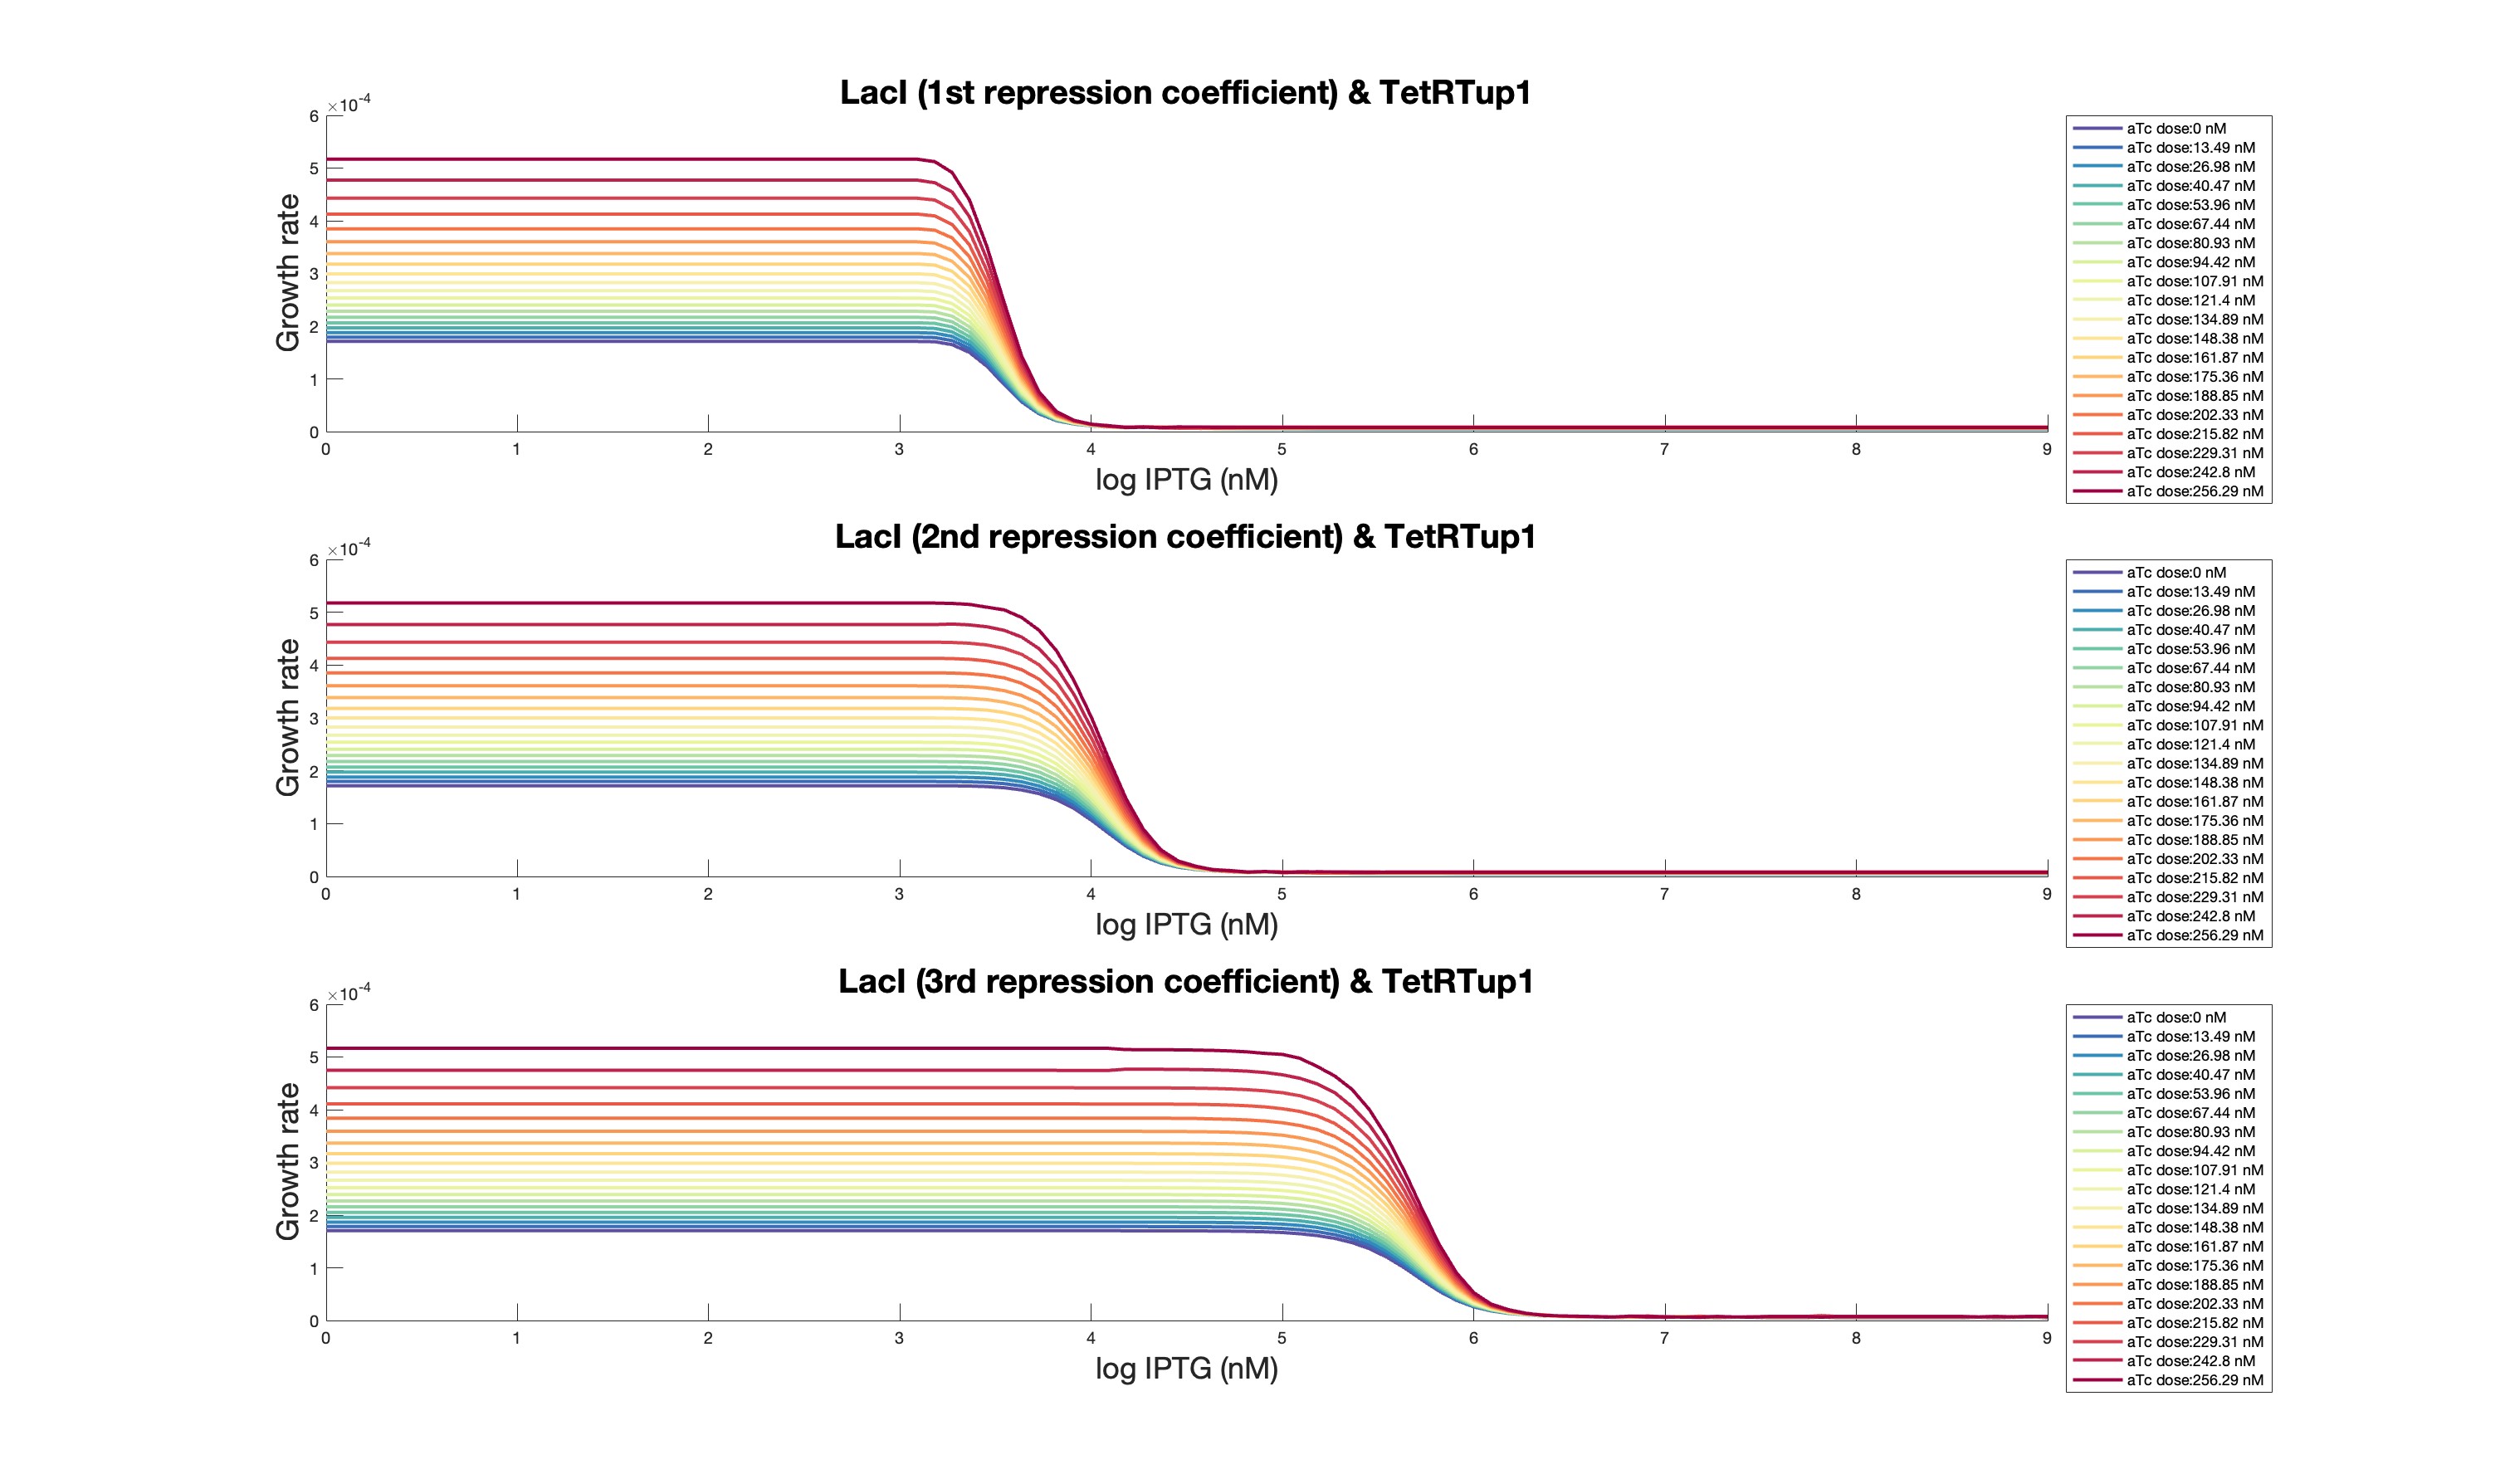 LacI (1st repression coefficient) & TetRTup1
×10-4
6
5
4
3
2
1
0
Growth rate
0 1 2 3 4 5 6 7 8 9
log IPTG (nM)
aTc dose:0 nM
aTc dose:13.49 nM
aTc dose:26.98 nM
aTc dose:40.47 nM
aTc dose:53.96 nM
aTc dose:67.44 nM
aTc dose:80.93 nM
aTc dose:94.42 nM
aTc dose:107.91 nM
aTc dose:121.4 nM
aTc dose:134.89 nM
aTc dose:148.38 nM
aTc dose:161.87 nM
aTc dose:175.36 nM
aTc dose:188.85 nM
aTc dose:202.33 nM
aTc dose:215.82 nM
aTc dose:229.31 nM
aTc dose:242.8 nM
aTc dose:256.29 nM
LacI (2nd repression coefficient) & TetRTup1
×10-4
6
5
4
3
2
1
0
Growth rate
0 1 2 3 4 5 6 7 8 9
log IPTG (nM)
aTc dose:0 nM
aTc dose:13.49 nM
aTc dose:26.98 nM
aTc dose:40.47 nM
aTc dose:53.96 nM
aTc dose:67.44 nM
aTc dose:80.93 nM
aTc dose:94.42 nM
aTc dose:107.91 nM
aTc dose:121.4 nM
aTc dose:134.89 nM
aTc dose:148.38 nM
aTc dose:161.87 nM
aTc dose:175.36 nM
aTc dose:188.85 nM
aTc dose:202.33 nM
aTc dose:215.82 nM
aTc dose:229.31 nM
aTc dose:242.8 nM
aTc dose:256.29 nM
LacI (3rd repression coefficient) & TetRTup1
×10-4
6
5
4
3
2
1
0
Growth rate
0 1 2 3 4 5 6 7 8 9
log IPTG (nM)
aTc dose:0 nM
aTc dose:13.49 nM
aTc dose:26.98 nM
aTc dose:40.47 nM
aTc dose:53.96 nM
aTc dose:67.44 nM
aTc dose:80.93 nM
aTc dose:94.42 nM
aTc dose:107.91 nM
aTc dose:121.4 nM
aTc dose:134.89 nM
aTc dose:148.38 nM
aTc dose:161.87 nM
aTc dose:175.36 nM
aTc dose:188.85 nM
aTc dose:202.33 nM
aTc dose:215.82 nM
aTc dose:229.31 nM
aTc dose:242.8 nM
aTc dose:256.29 nM